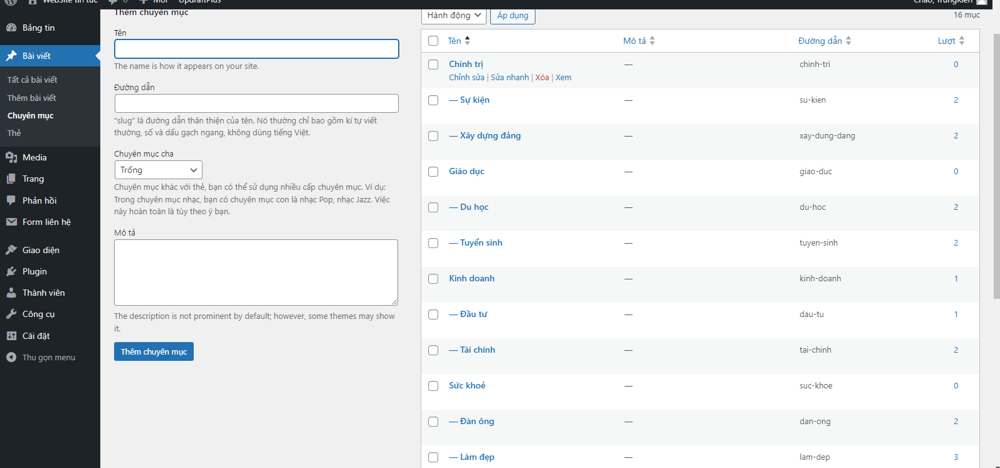 WebSite tin tức
0
Mới
UpdraftPlus
Chào, TrungKien
Bảng tin
Bài viết
Tất cả bài viết
Thêm bài viết
Chuyên mục
Thẻ
Media
Trang
Phản hồi
Form liên hệ
Giao diện
Plugin
Thành viên
Công cụ
Cài đặt
Thu gọn menu
Thêm chuyên mục
Tên
The name is how it appears on your site.
Đường dẫn
“slug” là đường dẫn thân thiện của tên. Nó thường chỉ bao gồm kí tự viết
thường, số và dấu gạch ngang, không dùng tiếng Việt.
Chuyên mục cha
Trống
Chuyên mục khác với thẻ, bạn có thể sử dụng nhiều cấp chuyên mục. Ví dụ:
Trong chuyên mục nhạc, bạn có chuyên mục con là nhạc Pop, nhạc Jazz. Việc
này hoàn toàn là tùy theo ý bạn.
Mô tả
The description is not prominent by default; however, some themes may show
it.
Thêm chuyên mục
Hành động Áp dụng 16 mục
Tên Mô tả Đường dẫn Lượt
Chính trị — chinh-tri 0
Chỉnh sửa | Sửa nhanh | Xóa | Xem
— Sự kiện — su-kien 2
— Xây dựng đảng — xay-dung-dang 2
Giáo dục — giao-duc 0
— Du học — du-hoc 2
— Tuyển sinh — tuyen-sinh 2
Kinh doanh — kinh-doanh 1
— Đầu tư — dau-tu 1
— Tài chính — tai-chinh 2
Sức khoẻ — suc-khoe 0
— Đàn ông — dan-ong 2
— Làm đẹp — lam-dep 3